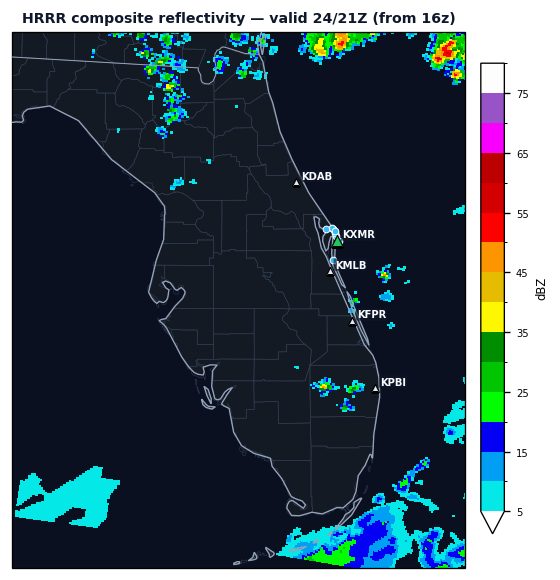 HRRR composite reflectivity — valid 24/21Z (from 16z)
KDAB
KXMR
KMLB
KFPR
KPBI
75
65
55
45
35
25
15
5
dBZ